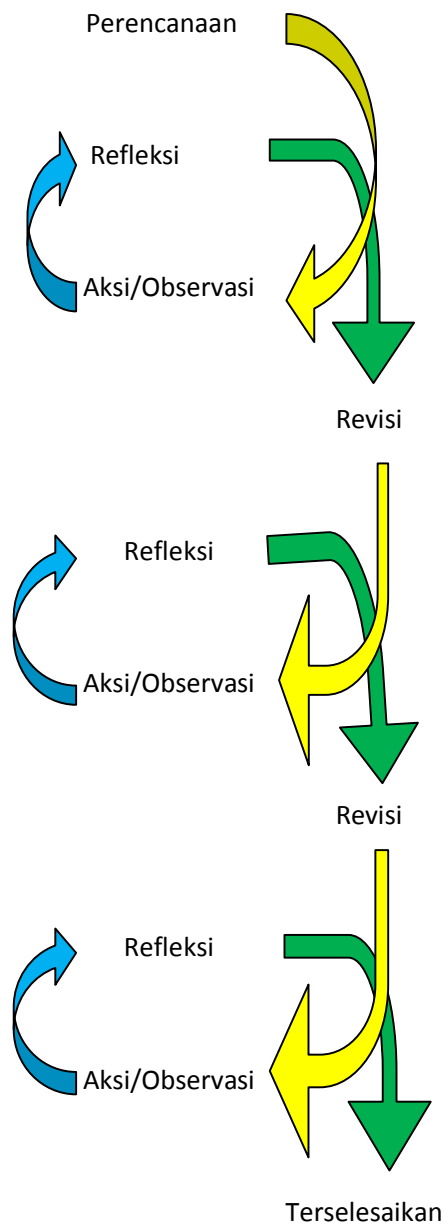 Perencanaan
Refleksi
Aksi/Observasi
Revisi
Refleksi
Aksi/Observasi
Revisi
Refleksi
Aksi/Observasi
Terselesaikan